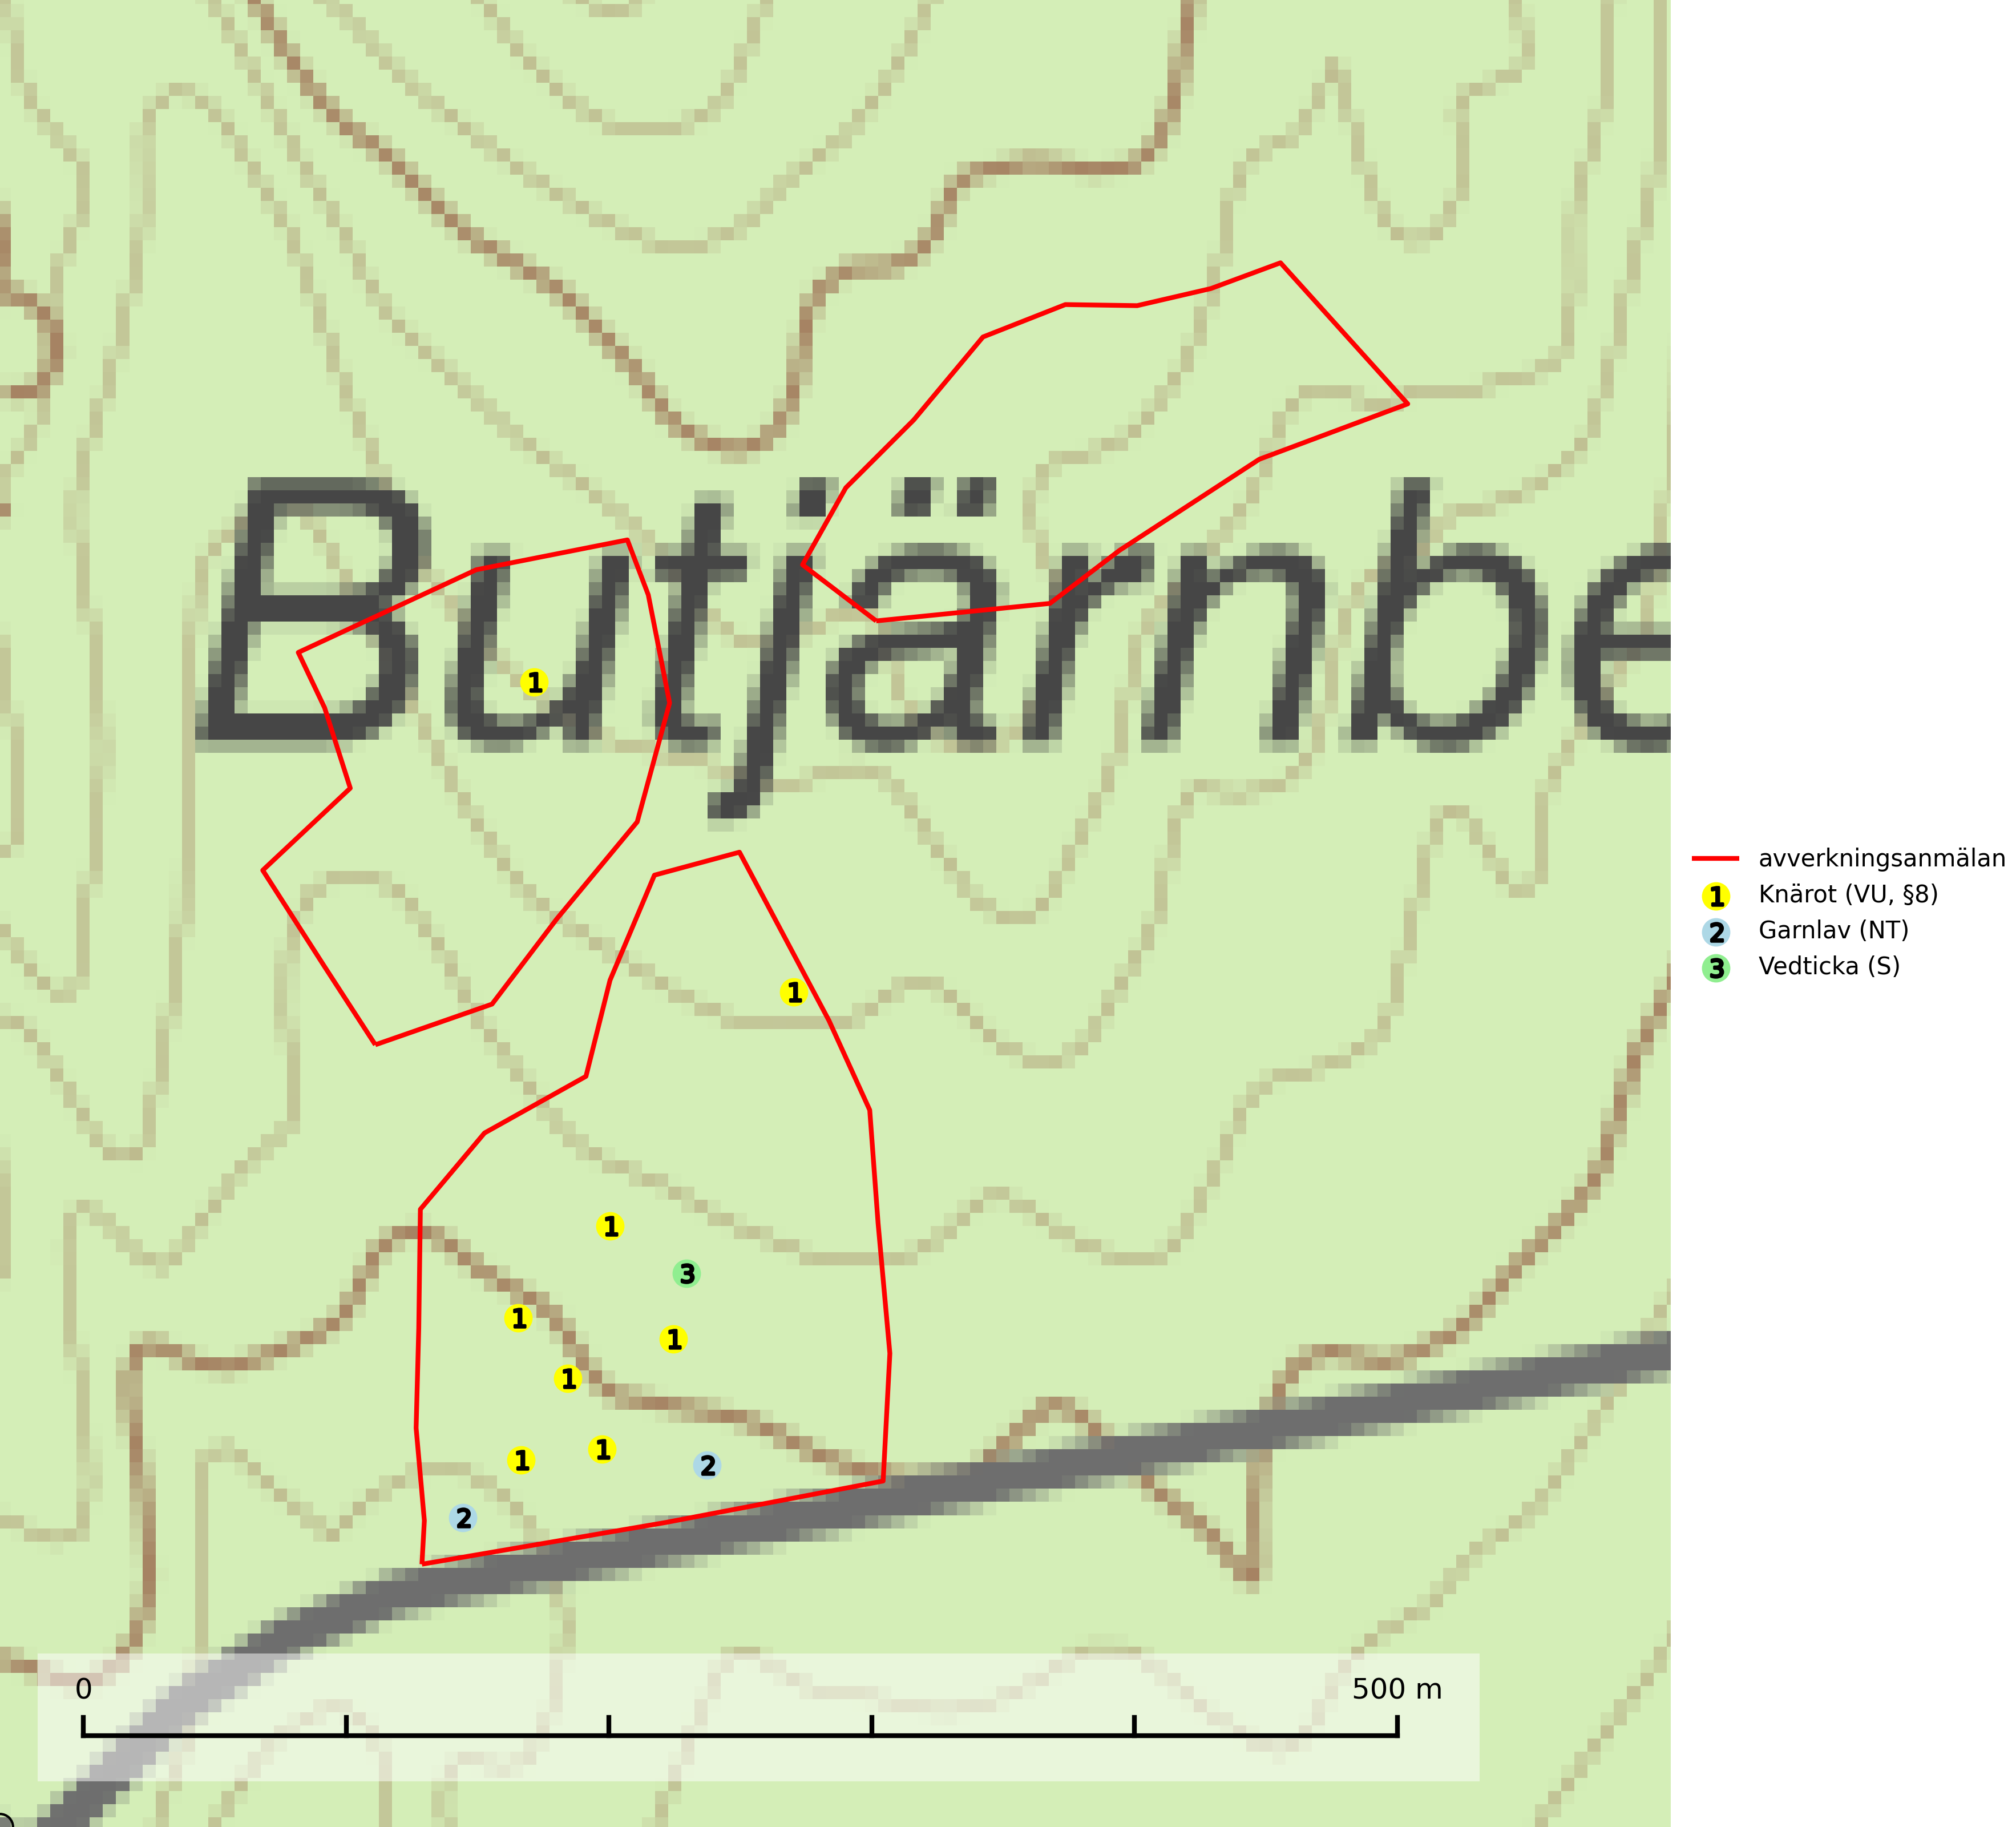 Butjärnbe
1
1
1
3
1
1
1
1
1
2
2
0 500 m
avverkningsanmälan
1 Knärot (VU, §8)
2 Garnlav (NT)
3 Vedticka (S)